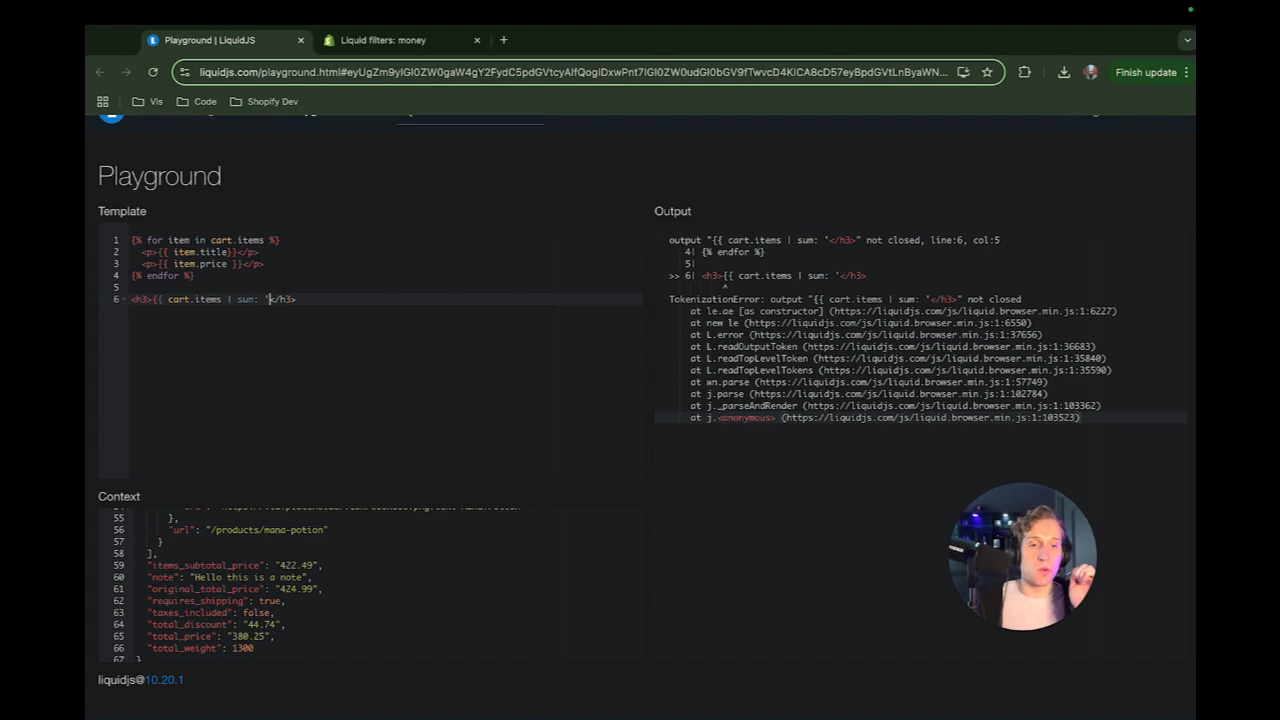 Playground | LiquidJS
Liquid filters: money
liquidjs.com/playground.html#eyUgZm9yIGl0ZW0gaW4gY2FydC5pdGVtcyAlfQogIDxwPnt7IGl0ZW0udGl0bGV9fTwvcD4KICA8cD57eyBpdGVtLnByaWNl...
Finish update
Vis
Code
Shopify Dev
Playground
Template
1 {% for item in cart.items %}
2 <p>{{ item.title}}</p>
3 <p>{{ item.price }}</p>
4 {% endfor %}
5
6 <h3>{{ cart.items | sum: '</h3>
Output
output "{{ cart.items | sum: '</h3>" not closed, line:6, col:5
4| {% endfor %}
5|
>> 6| <h3>{{ cart.items | sum: '</h3>
^
TokenizationError: output "{{ cart.items | sum: '</h3>" not closed
at le.ae [as constructor] (https://liquidjs.com/js/liquid.browser.min.js:1:6227)
at new le (https://liquidjs.com/js/liquid.browser.min.js:1:6550)
at L.error (https://liquidjs.com/js/liquid.browser.min.js:1:37656)
at L.readOutputToken (https://liquidjs.com/js/liquid.browser.min.js:1:36683)
at L.readTopLevelToken (https://liquidjs.com/js/liquid.browser.min.js:1:35840)
at L.readTopLevelTokens (https://liquidjs.com/js/liquid.browser.min.js:1:35590)
at wn.parse (https://liquidjs.com/js/liquid.browser.min.js:1:57749)
at j.parse (https://liquidjs.com/js/liquid.browser.min.js:1:102784)
at j._parseAndRender (https://liquidjs.com/js/liquid.browser.min.js:1:103362)
at j.<anonymous> (https://liquidjs.com/js/liquid.browser.min.js:1:103523)
Context
55 },
56 "url": "/products/mana-potion"
57 }
58 ],
59 "items_subtotal_price": "422.49",
60 "note": "Hello this is a note",
61 "original_total_price": "424.99",
62 "requires_shipping": true,
63 "taxes_included": false,
64 "total_discount": "44.74",
65 "total_price": "380.25",
66 "total_weight": 1300
67 }
liquidjs@10.20.1